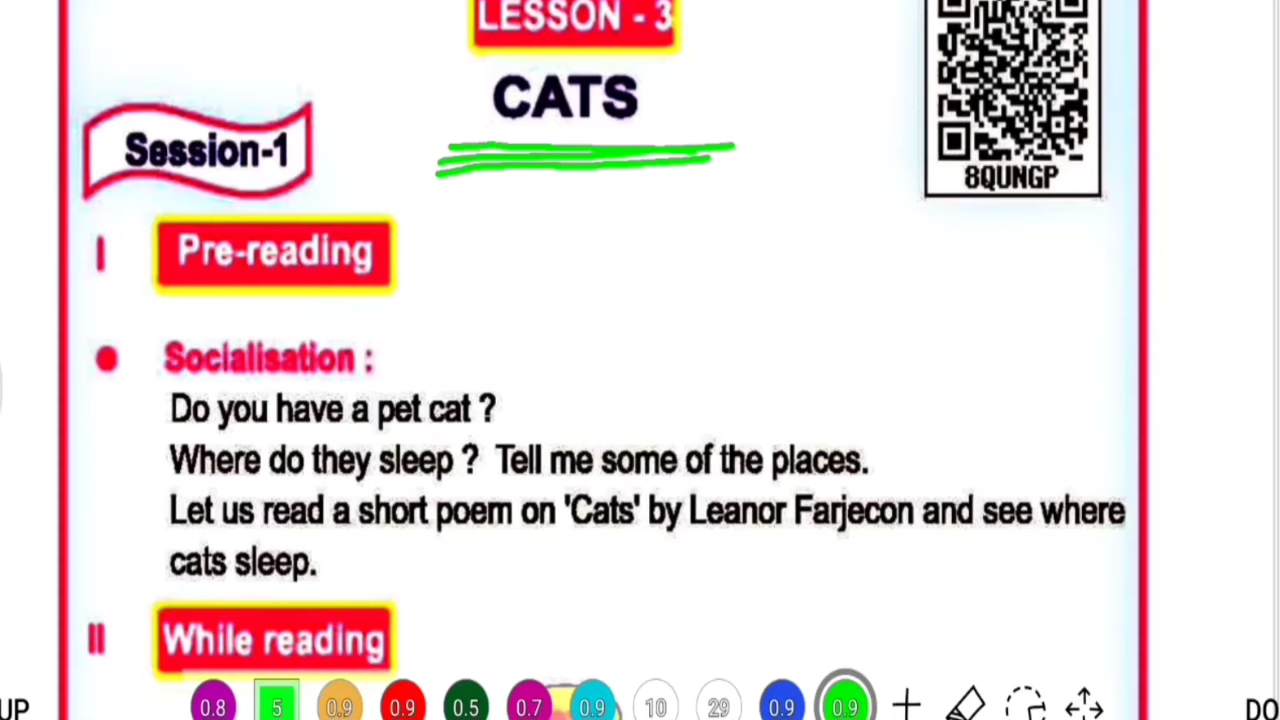 LESSON - 3
CATS
Session-1
8QUNGP
I Pre-reading
Socialisation :
Do you have a pet cat ?
Where do they sleep ? Tell me some of the places.
Let us read a short poem on 'Cats' by Leanor Farjecon and see where
cats sleep.
II While reading
UP 0.8 5 0.9 0.9 0.5 0.7 0.9 10 29 0.9 0.9 DO